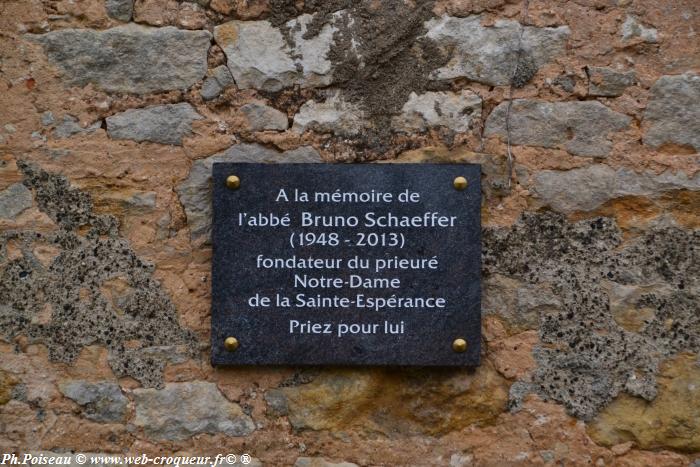 A la mémoire de
l'abbé Bruno Schaeffer
(1948 - 2013)
fondateur du prieuré
Notre-Dame
de la Sainte-Espérance
Priez pour lui
Ph Poiseau © www.web-croqueur.fr ©®